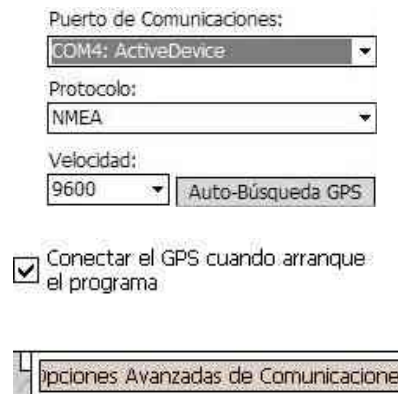 Puerto de Comunicaciones:
COM4: ActiveDevice
Protocolo:
NMEA
Velocidad:
9600 Auto-Búsqueda GPS
Conectar el GPS cuando arranque
el programa
Opciones Avanzadas de Comunicacione